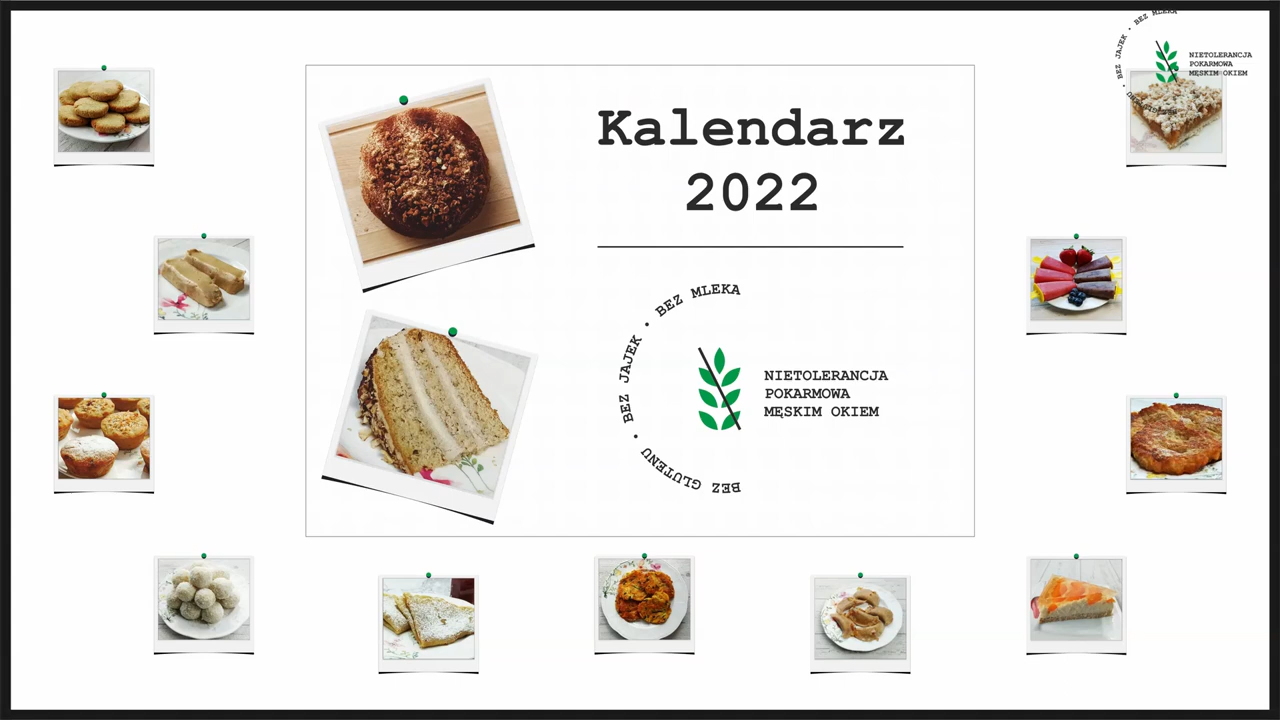 Kalendarz
2022
BEZ GLUTENU • BEZ JAJEK • BEZ MLEKA
NIETOLERANCJA
POKARMOWA
MĘSKIM OKIEM
• BEZ JAJEK • BEZ MLEKA
NIETOLERANCJA
POKARMOWA
MĘSKIM OKIEM